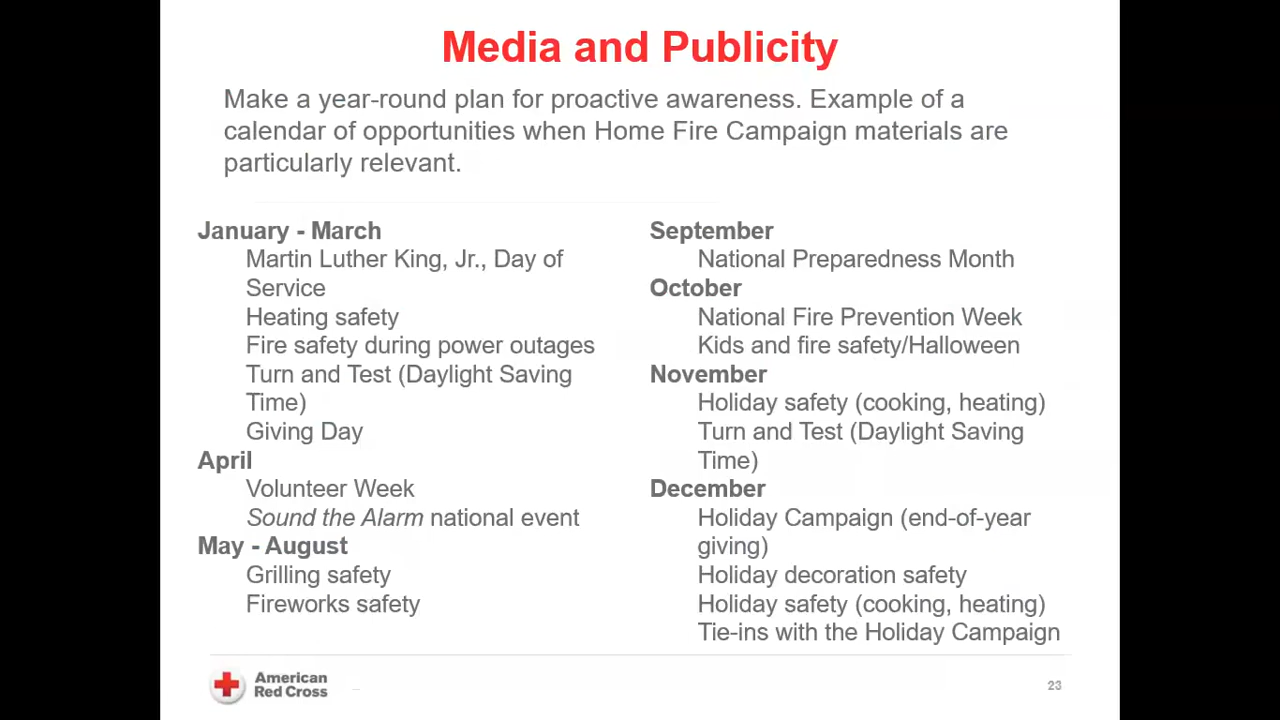 Media and Publicity
Make a year-round plan for proactive awareness. Example of a
calendar of opportunities when Home Fire Campaign materials are
particularly relevant.
January - March
Martin Luther King, Jr., Day of
Service
Heating safety
Fire safety during power outages
Turn and Test (Daylight Saving
Time)
Giving Day
April
Volunteer Week
Sound the Alarm national event
May - August
Grilling safety
Fireworks safety
September
National Preparedness Month
October
National Fire Prevention Week
Kids and fire safety/Halloween
November
Holiday safety (cooking, heating)
Turn and Test (Daylight Saving
Time)
December
Holiday Campaign (end-of-year
giving)
Holiday decoration safety
Holiday safety (cooking, heating)
Tie-ins with the Holiday Campaign
American
Red Cross
23